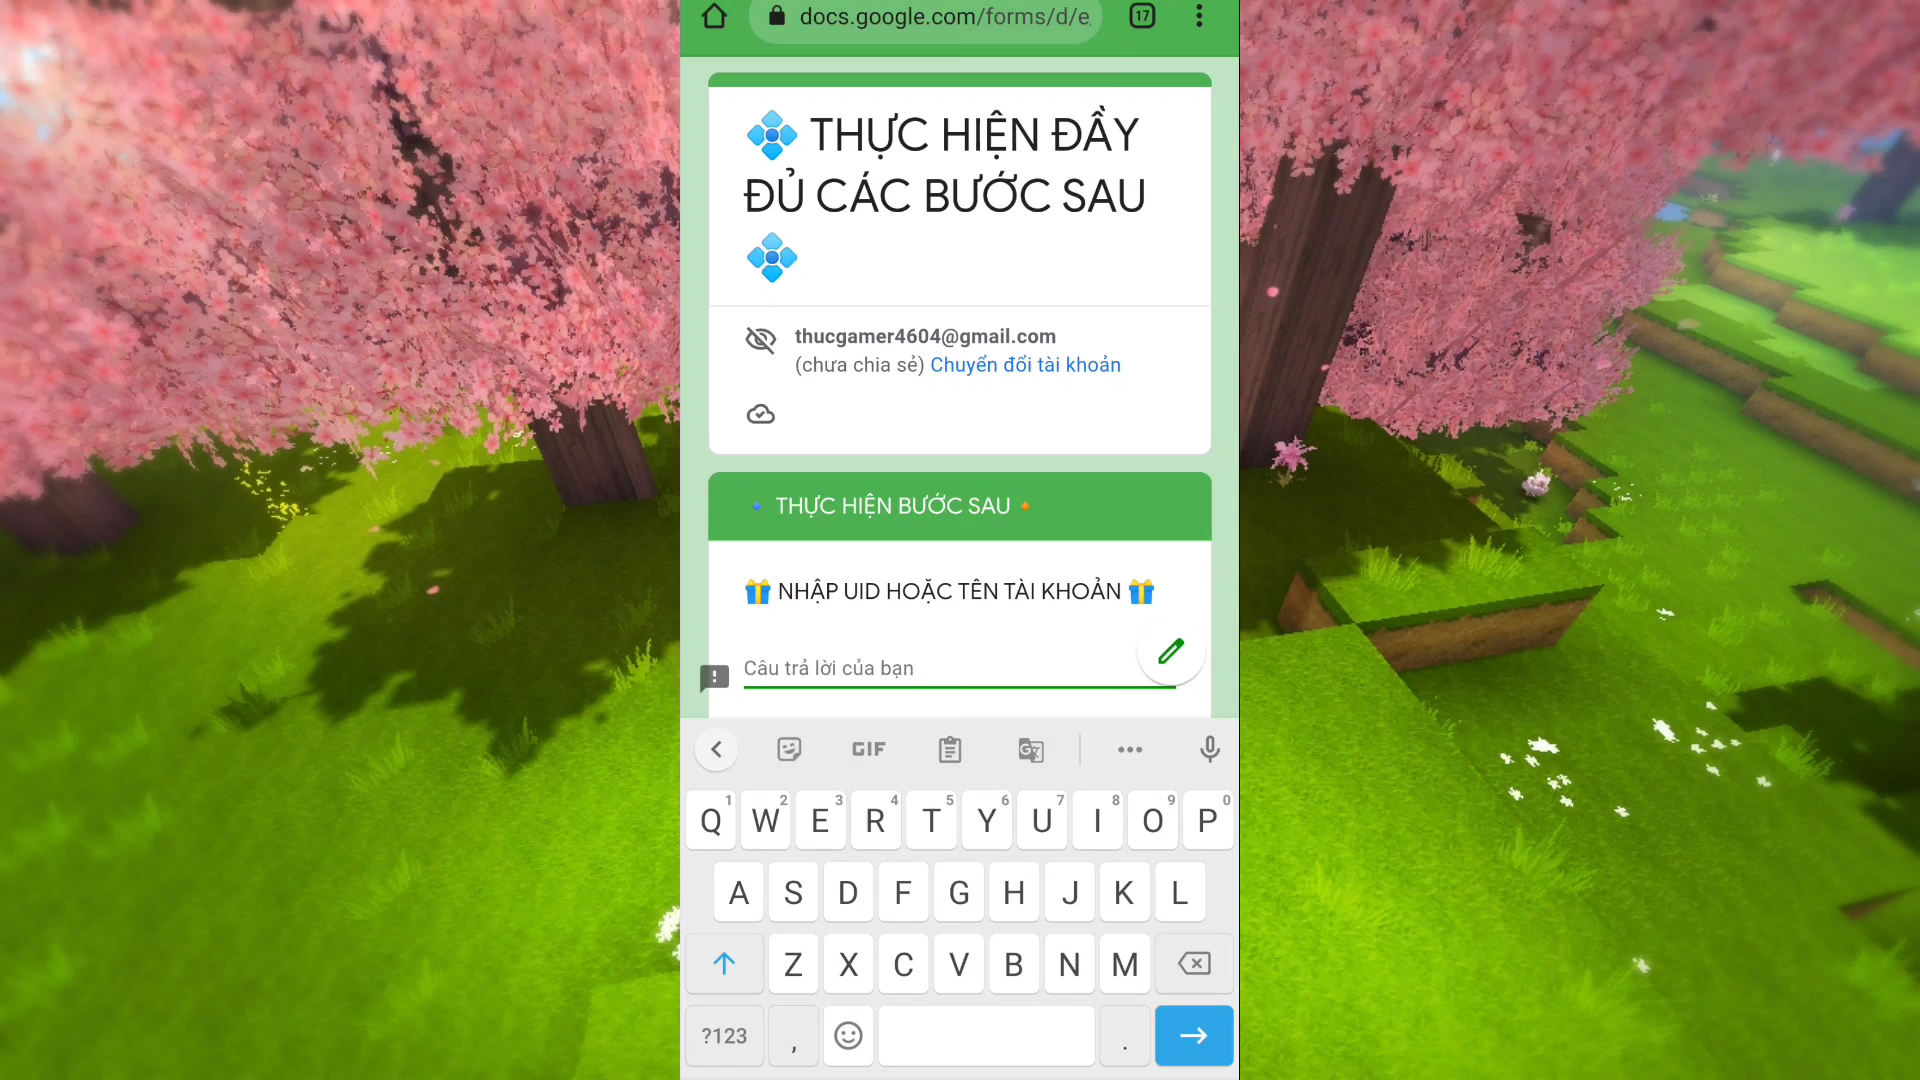 docs.google.com/forms/d/e
17
THỰC HIỆN ĐẦY
ĐỦ CÁC BƯỚC SAU
thucgamer4604@gmail.com
(chưa chia sẻ) Chuyển đổi tài khoản
THỰC HIỆN BƯỚC SAU
NHẬP UID HOẶC TÊN TÀI KHOẢN
Câu trả lời của bạn
GIF
1 2 3 4 5 6 7 8 9 0
Q W E R T Y U I O P
A S D F G H J K L
Z X C V B N M
?123 , .